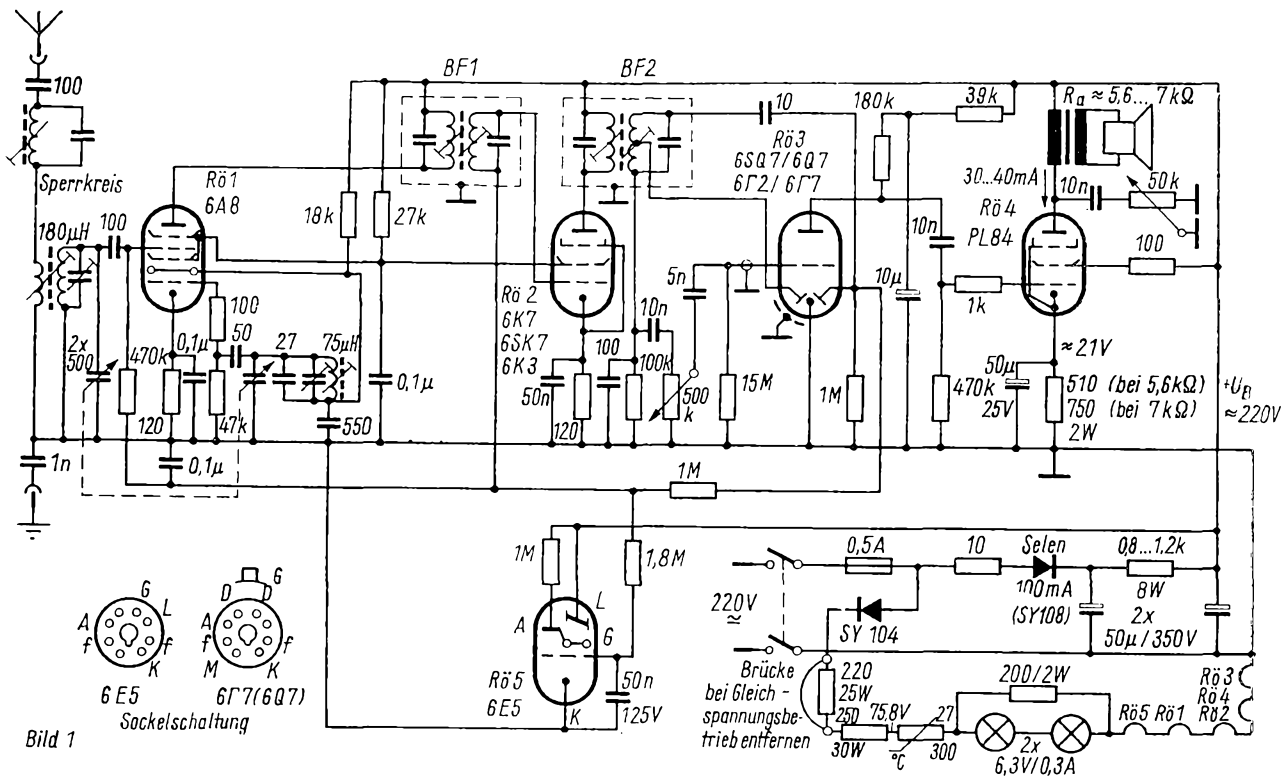 100
Sperrkreis
180µH
100
2x
500
470k
1n
0,1µ
120
0,1µ
Rö1
6A8
100
50
47k
27
75µH
550
18k
27k
0,1µ
BF1
BF2
Rö 2
6K7
6SK7
6K3
50n
120
100
10n
100k
500
k
5n
15M
10
Rö3
6SQ7/6Q7
6Г2/6Г7
180k
39k
10µ
1M
10n
470k
1k
Ra ≈ 5,6... 7kΩ
30...40mA
10n
50k
Rö4
PL84
100
≈21V
50µ
25V
510 (bei 5,6kΩ)
750 (bei 7kΩ)
2W
+UB
≈220V
1M
1M
1,8M
A
L
G
K
Rö5
6E5
50n
125V
220V
≂
0,5A
SY 104
10
Selen
100mA
(SY108)
0,8...1,2k
8W
2x
50µ/350V
Brücke
bei Gleich-
spannungsbe-
trieb entfernen
220
25W
250
30W
75,8V
°C
27
300
200/2W
2x
6,3V/0,3A
Rö5
Rö1
Rö2
Rö4
Rö3
G
A
L
f
f
K
6E5
G
D
D
A
f
f
M
K
6Г7(6Q7)
Sockelschaltung
Bild 1